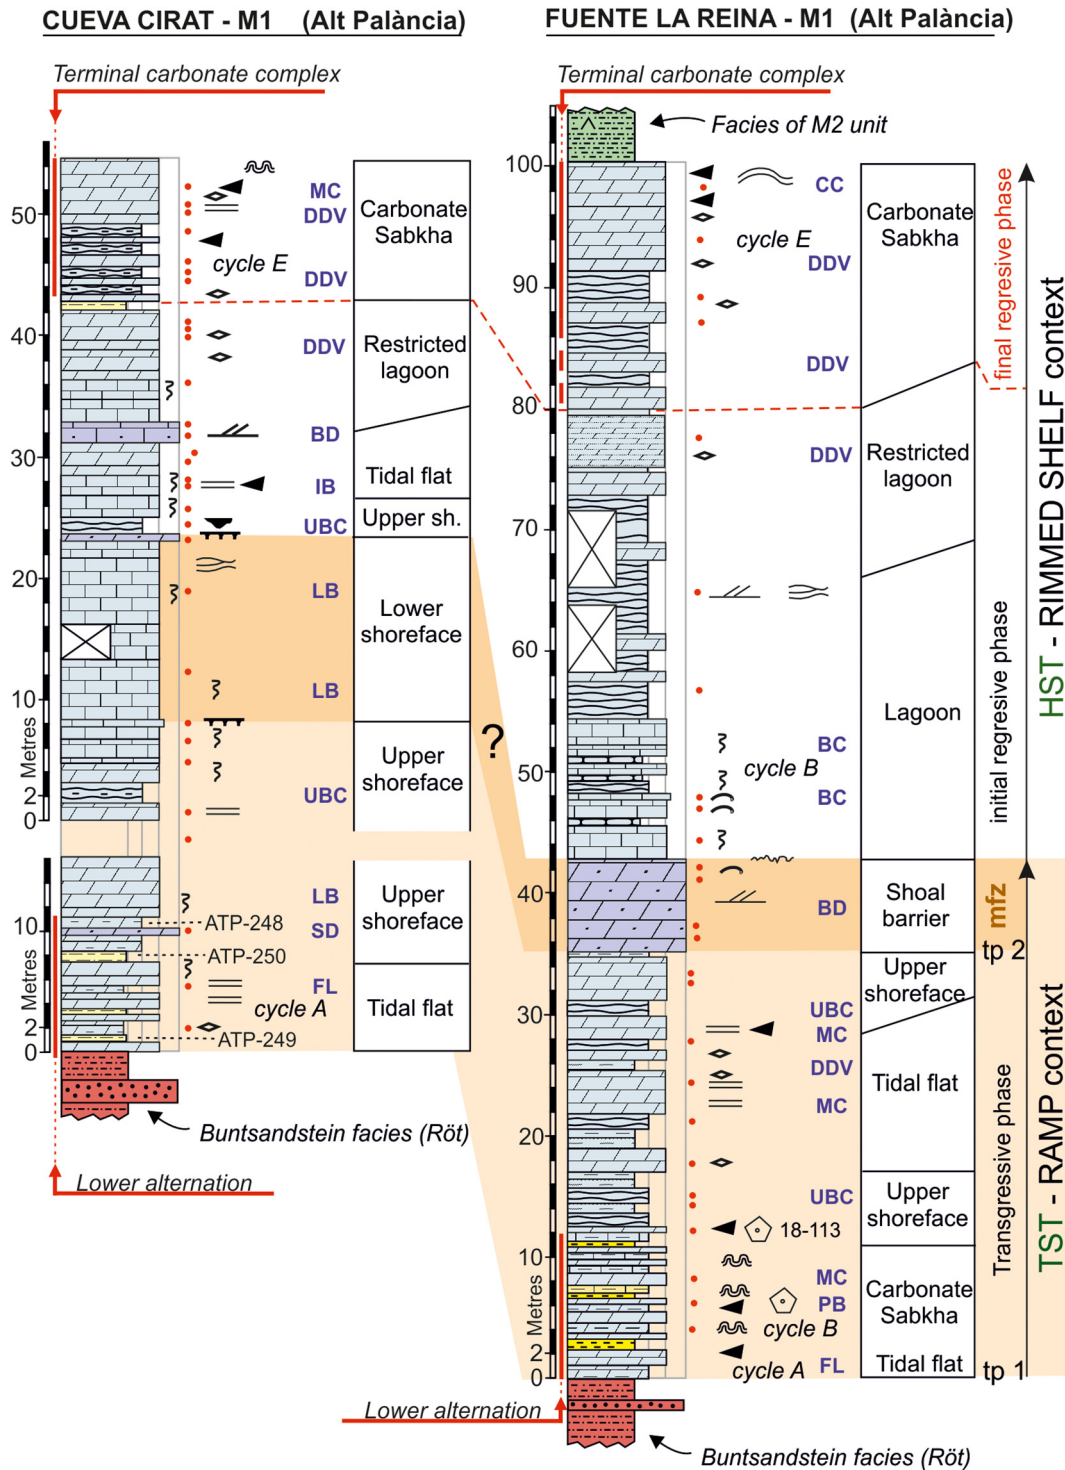 CUEVA CIRAT - M1 (Alt Palància)
Terminal carbonate complex
50
40
30
20
10
2
0
Metres
MC
DDV
cycle E
DDV
DDV
BD
IB
UBC
LB
LB
UBC
Carbonate
Sabkha
Restricted
lagoon
Tidal flat
Upper sh.
Lower
shoreface
Upper
shoreface
10
2
0
Metres
LB
ATP-248
SD
ATP-250
FL
cycle A
ATP-249
Upper
shoreface
Tidal flat
Buntsandstein facies (Röt)
Lower alternation
?
FUENTE LA REINA - M1 (Alt Palància)
Terminal carbonate complex
Facies of M2 unit
100
90
80
70
60
50
40
30
20
10
2
0
Metres
CC
cycle E
DDV
DDV
DDV
BC
cycle B
BC
BD
UBC
MC
DDV
MC
UBC
18-113
MC
PB
cycle B
cycle A
FL
Carbonate
Sabkha
Restricted
lagoon
Lagoon
Shoal
barrier
Upper
shoreface
Tidal flat
Upper
shoreface
Carbonate
Sabkha
Tidal flat
final regresive phase
initial regresive phase
mfz
tp 2
Transgressive phase
tp 1
HST - RIMMED SHELF context
TST - RAMP context
Lower alternation
Buntsandstein facies (Röt)